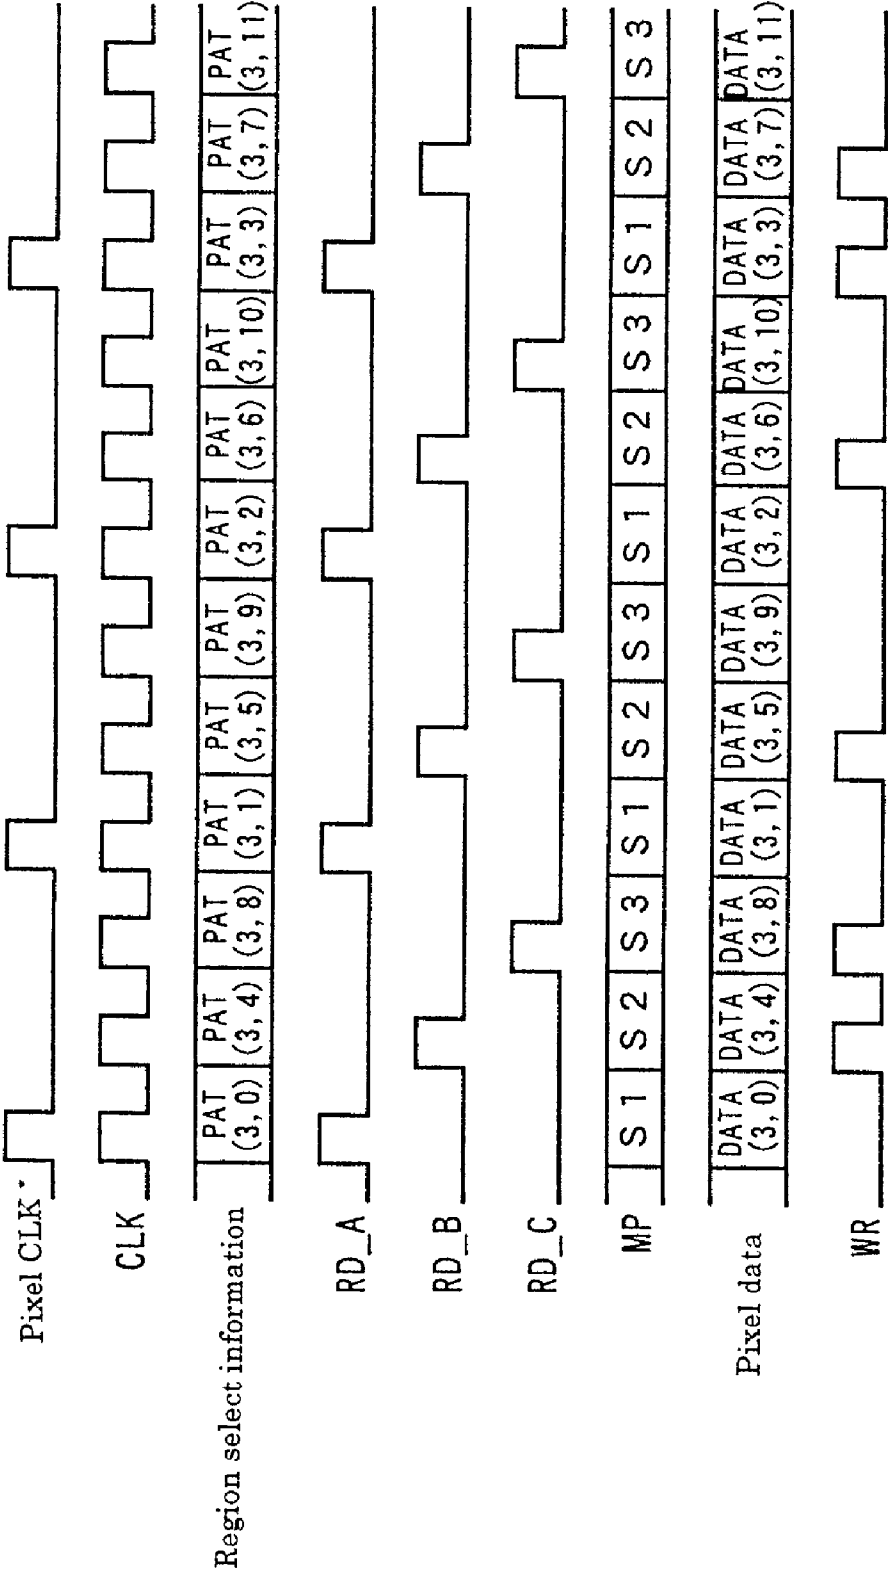 Pixel CLK
CLK
Region select information
PAT (3, 0)
PAT (3, 4)
PAT (3, 8)
PAT (3, 1)
PAT (3, 5)
PAT (3, 9)
PAT (3, 2)
PAT (3, 6)
PAT (3, 10)
PAT (3, 3)
PAT (3, 7)
PAT (3, 11)
RD_A
RD_B
RD_C
MP
S 1
S 2
S 3
S 1
S 2
S 3
S 1
S 2
S 3
S 1
S 2
S 3
Pixel data
DATA (3, 0)
DATA (3, 4)
DATA (3, 8)
DATA (3, 1)
DATA (3, 5)
DATA (3, 9)
DATA (3, 2)
DATA (3, 6)
DATA (3, 10)
DATA (3, 3)
DATA (3, 7)
DATA (3, 11)
WR